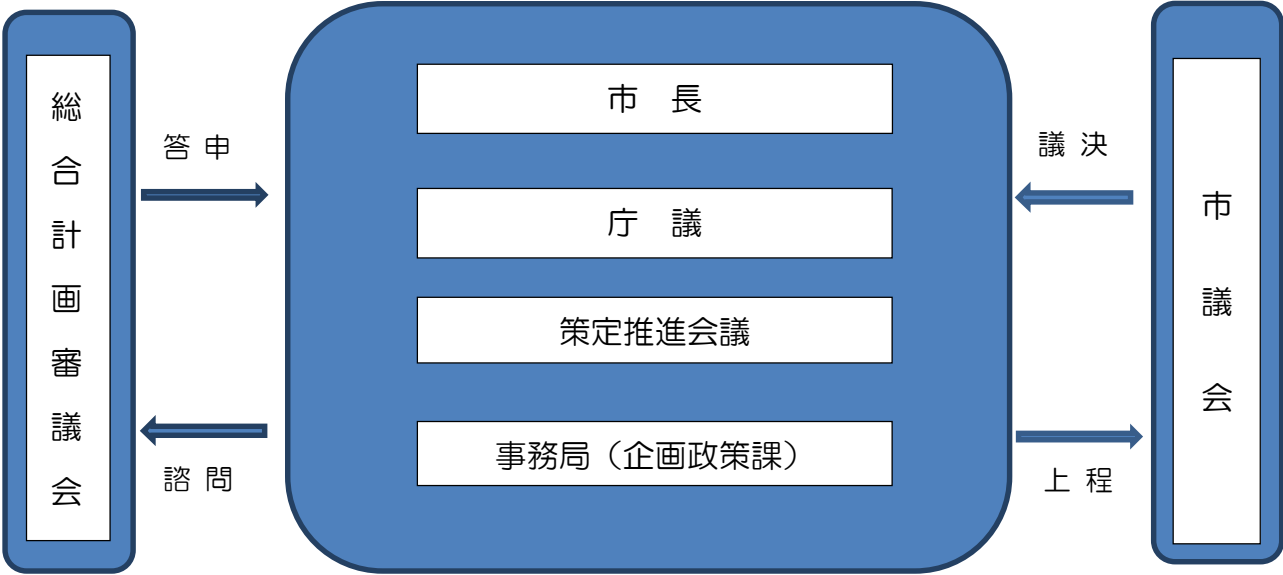 総合計画審議会
答申
諮問
市　長
庁　議
策定推進会議
事務局（企画政策課）
議決
上程
市議会